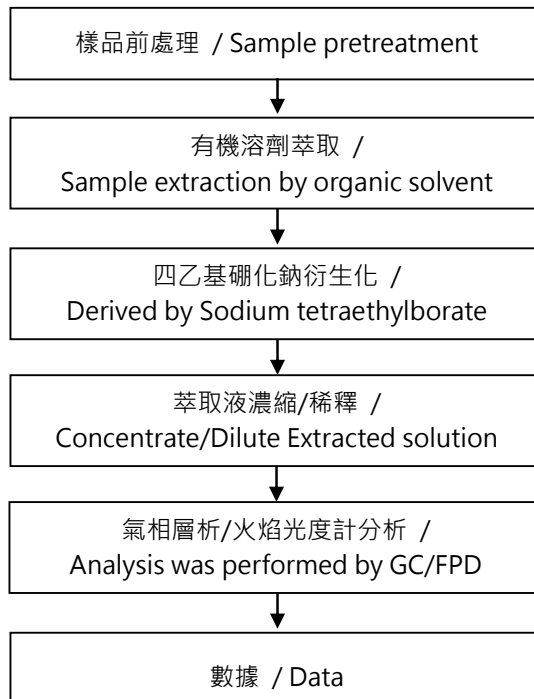 樣品前處理 / Sample pretreatment
有機溶劑萃取 /
Sample extraction by organic solvent
四乙基硼化鈉衍生化 /
Derived by Sodium tetraethylborate
萃取液濃縮/稀釋 /
Concentrate/Dilute Extracted solution
氣相層析/火焰光度計分析 /
Analysis was performed by GC/FPD
數據 / Data